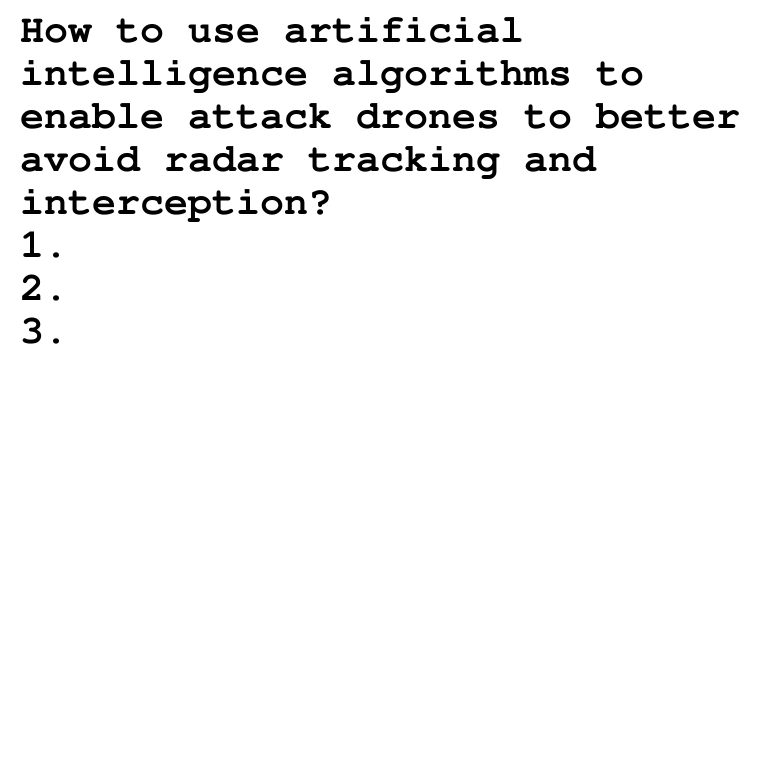 How to use artificial
intelligence algorithms to
enable attack drones to better
avoid radar tracking and
interception?
1.
2.
3.